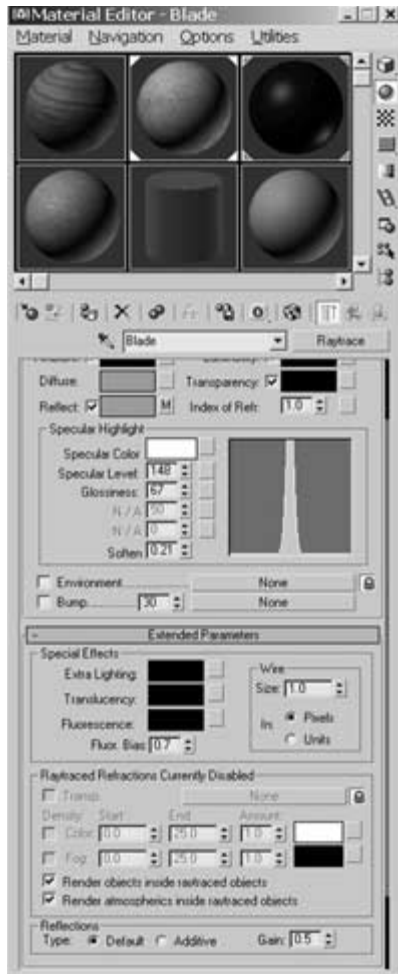 Material Editor - Blade
Material Navigation Options Utilities
Blade Raytrace
Diffuse: Transparency:
Reflect: M Index of Refr: 1.0
Specular Highlight
Specular Color
Specular Level: 148
Glossiness: 67
N / A 50
N / A 0
Soften 0.21
Environment None
Bump 30 None
- Extended Parameters
Special Effects
Extra Lighting:
Translucency:
Fluorescence:
Fluor. Bias 0.7
Wire
Size: 1.0
In: Pixels
Units
Raytraced Refractions Currently Disabled
Transp. None
Density: Start: End: Amount:
Color 0.0 25.0 1.0
Fog 0.0 25.0 1.0
Render objects inside raytraced objects
Render atmospherics inside raytraced objects
Reflections
Type: Default Additive Gain: 0.5